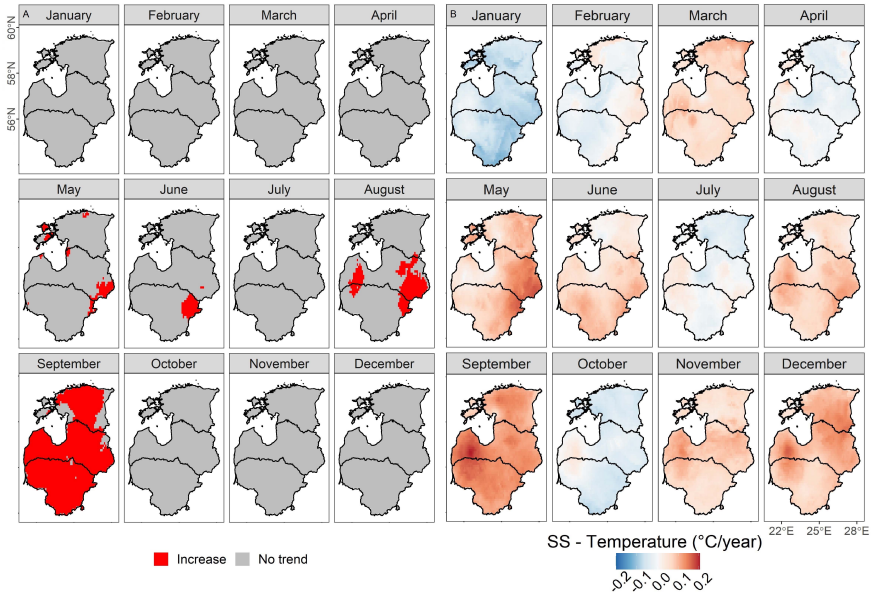 A
January
February
March
April
60°N
58°N
56°N
May
June
July
August
September
October
November
December
Increase
No trend
B
January
February
March
April
May
June
July
August
September
October
November
December
22°E
25°E
28°E
SS - Temperature (°C/year)
-0.2
-0.1
0.0
0.1
0.2